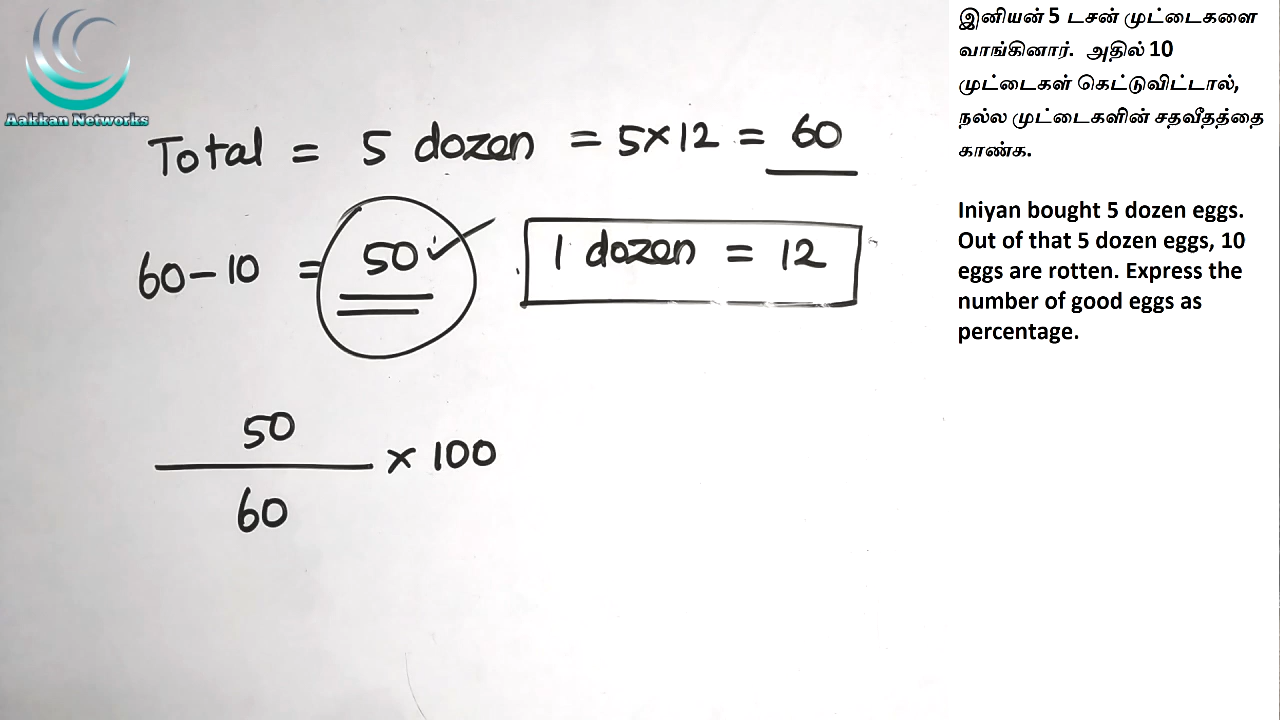 Aakkan Networks
Total = 5 dozen = 5×12 = 60
60-10 = 50 ✓
1 dozen = 12
50
60
× 100
இனியன் 5 டசன் முட்டைகளை
வாங்கினார். அதில் 10
முட்டைகள் கெட்டுவிட்டால்,
நல்ல முட்டைகளின் சதவீதத்தை
காண்க.
Iniyan bought 5 dozen eggs.
Out of that 5 dozen eggs, 10
eggs are rotten. Express the
number of good eggs as
percentage.